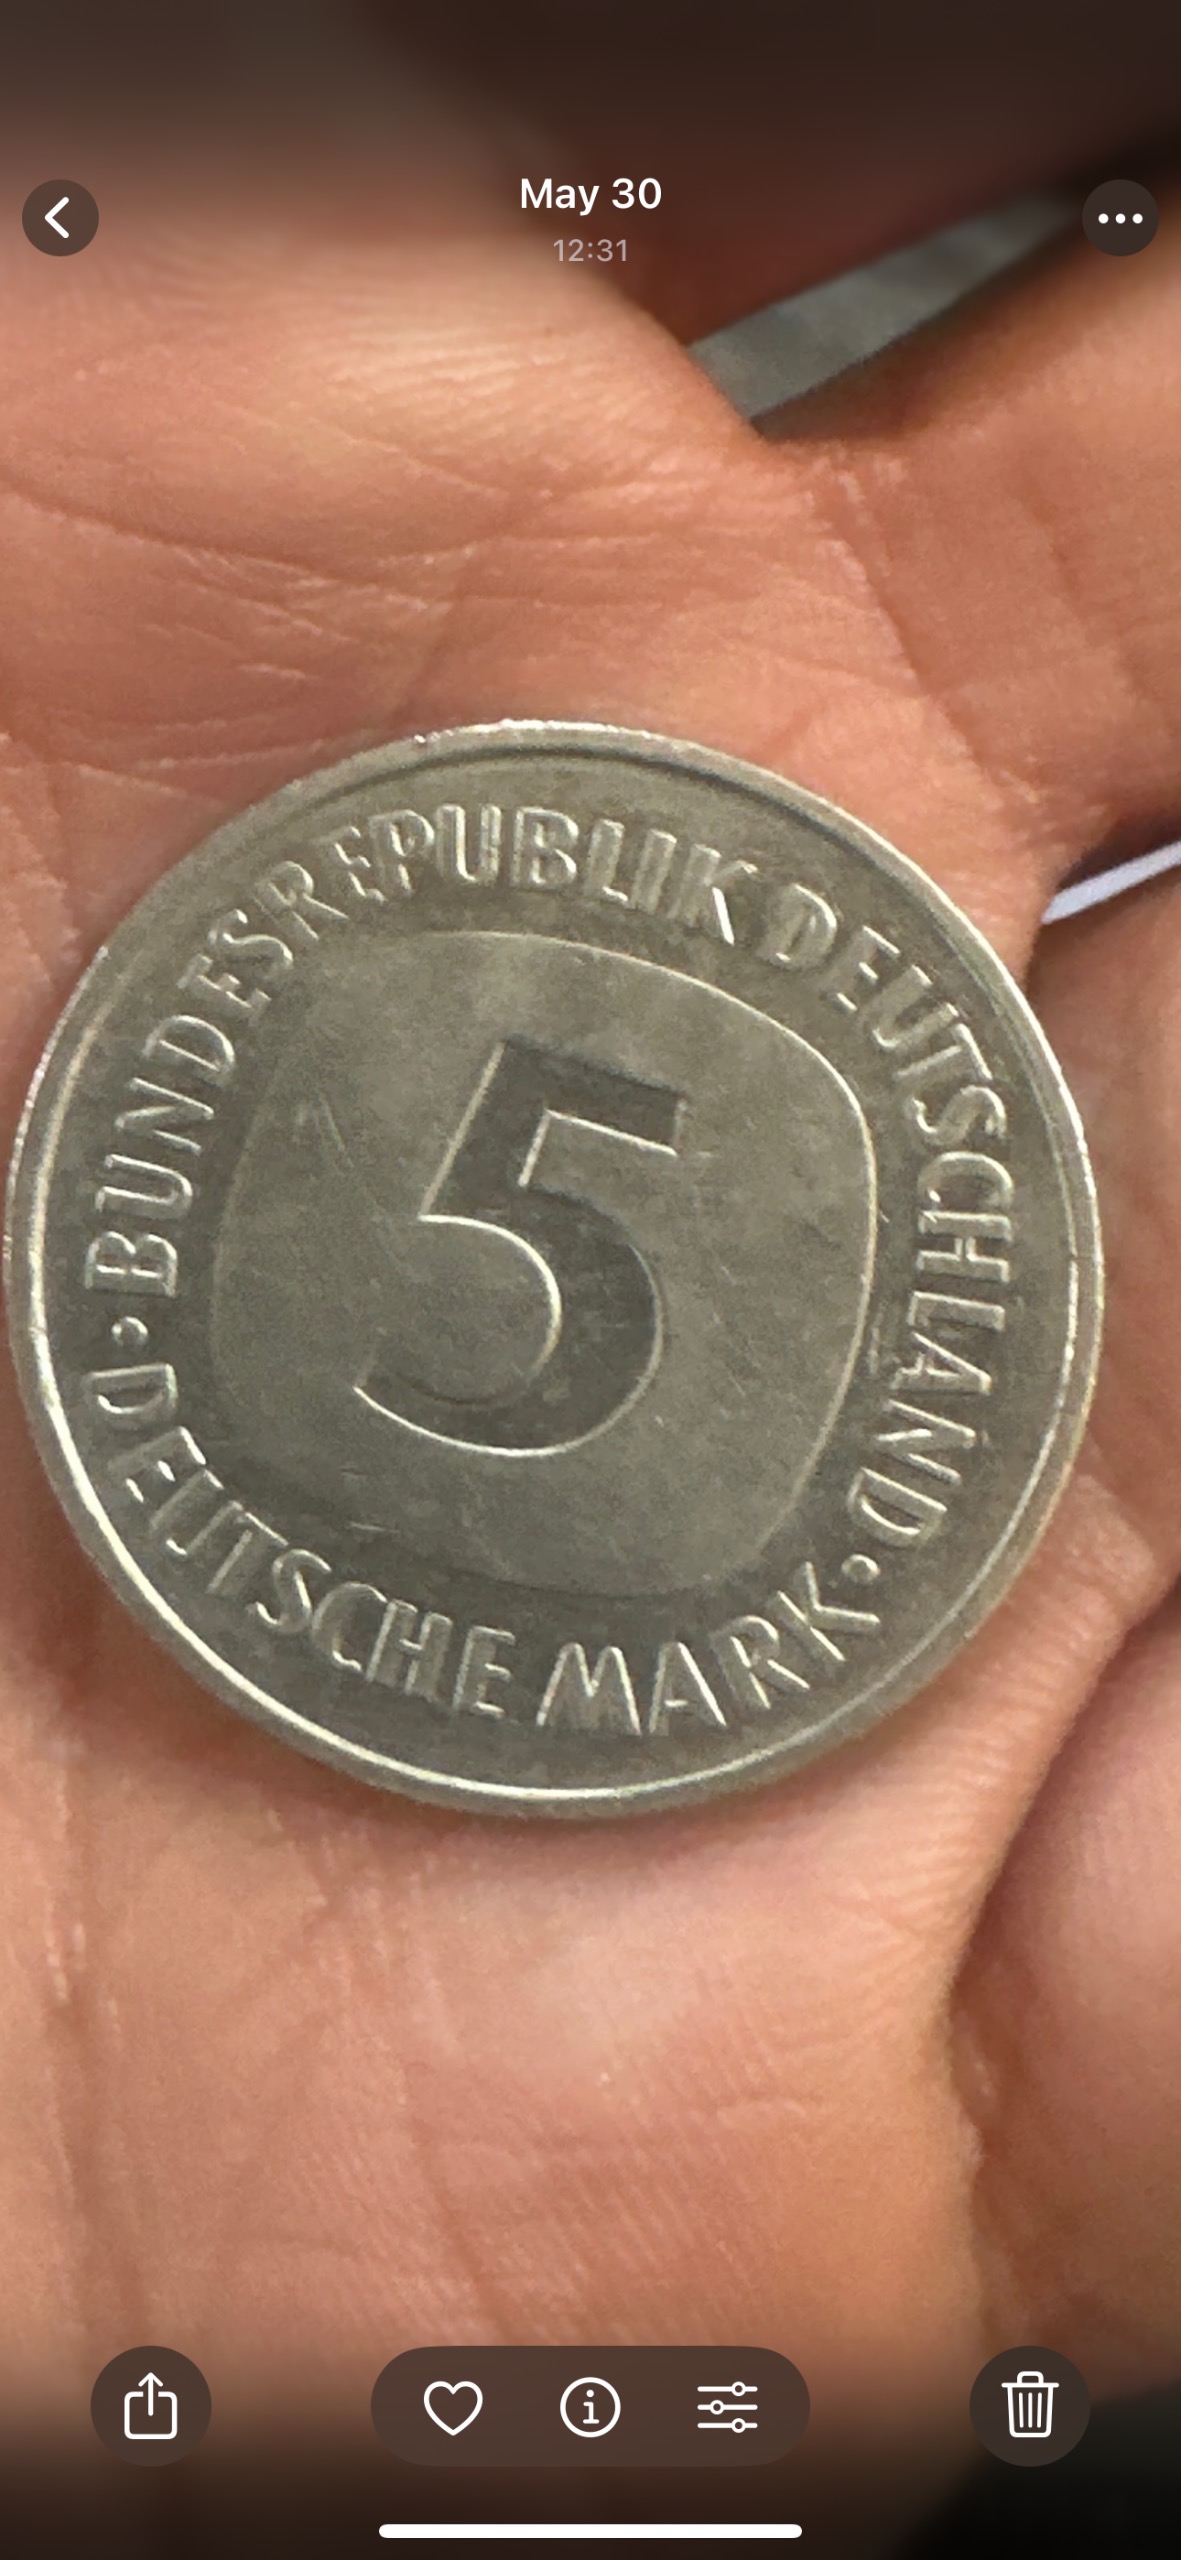 May 30
12:31
BUNDESREPUBLIK DEUTSCHLAND
5
DEUTSCHE MARK